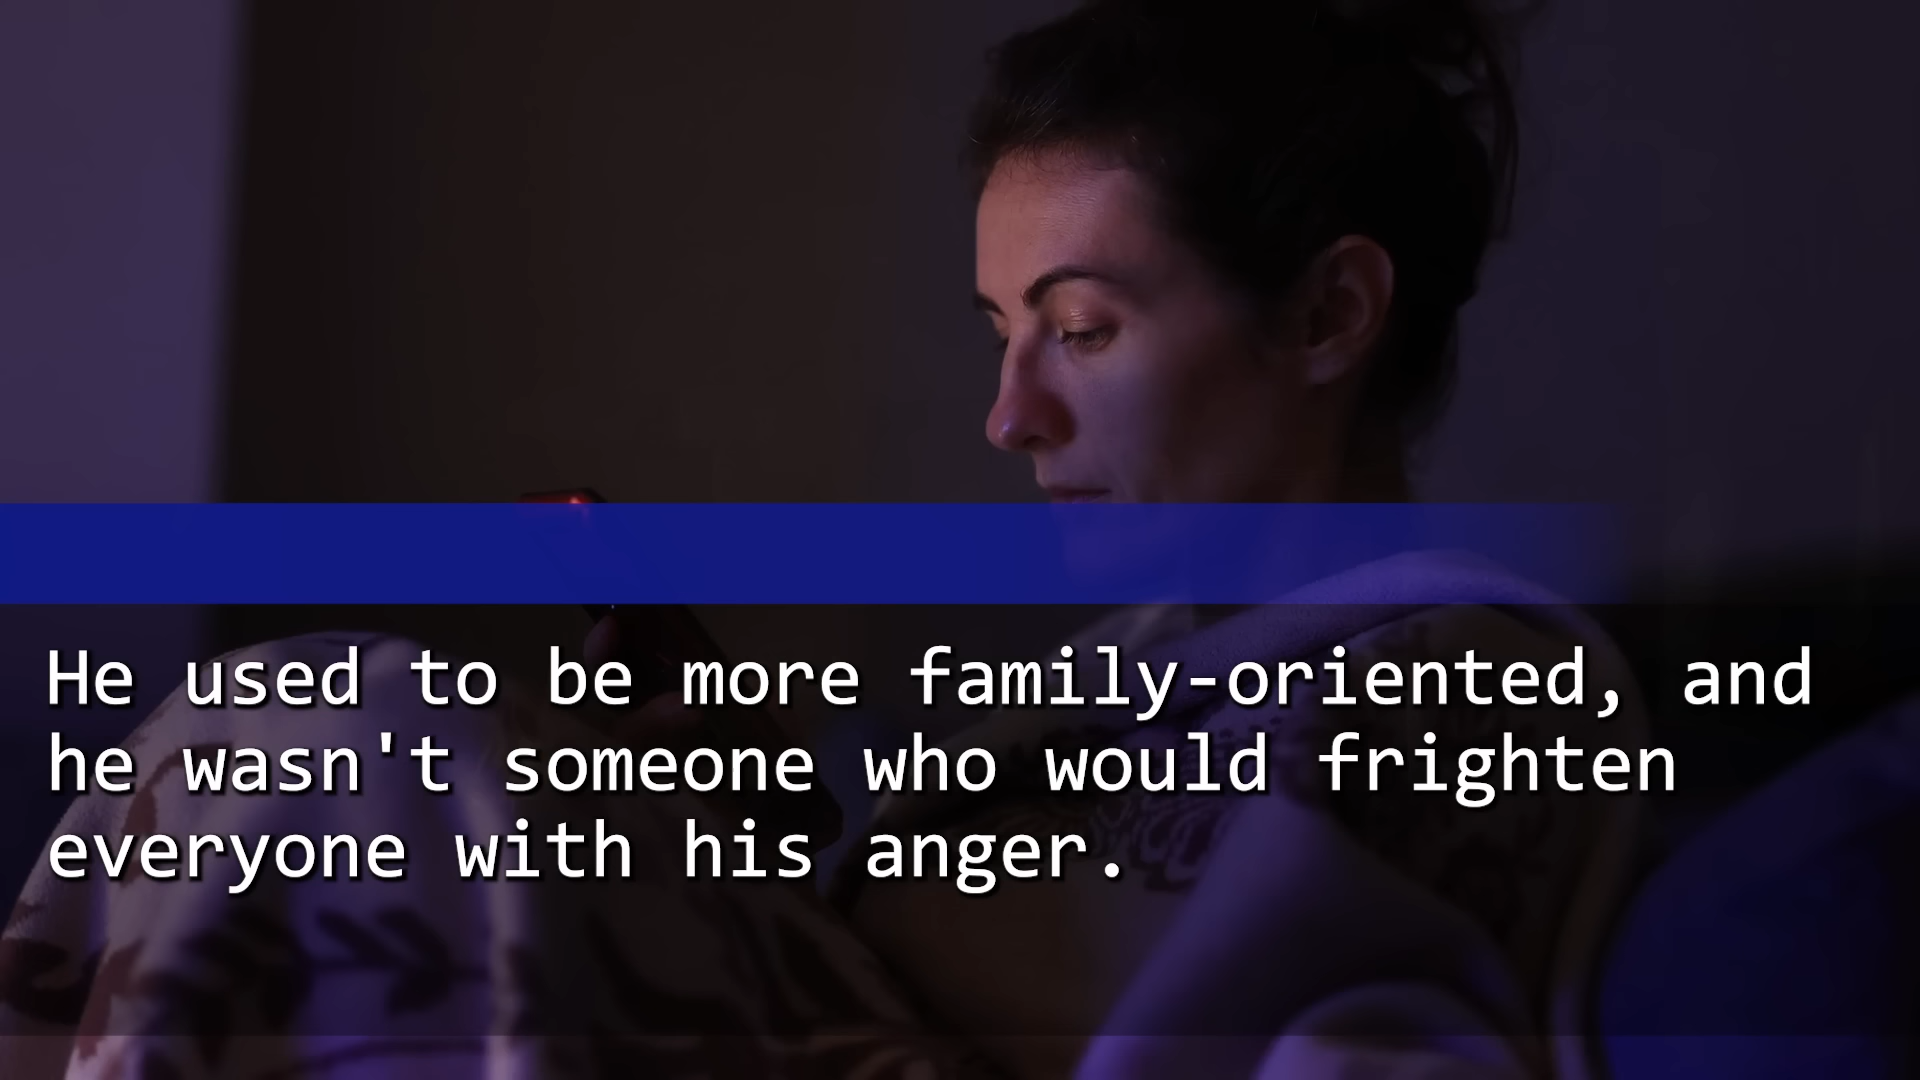 He used to be more family-oriented, and
he wasn't someone who would frighten
everyone with his anger.